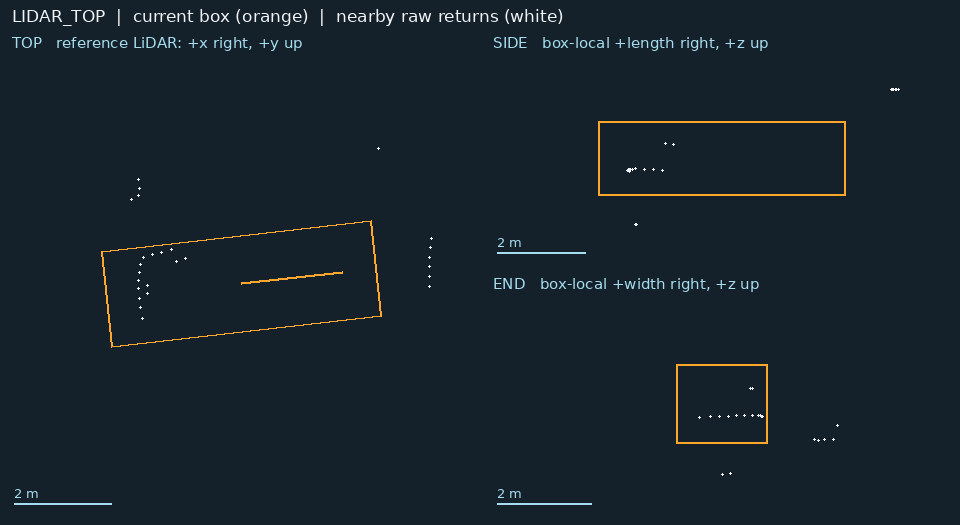 LIDAR_TOP | current box (orange) | nearby raw returns (white)
TOP reference LiDAR: +x right, +y up
SIDE box-local +length right, +z up
2 m
END box-local +width right, +z up
2 m
2 m